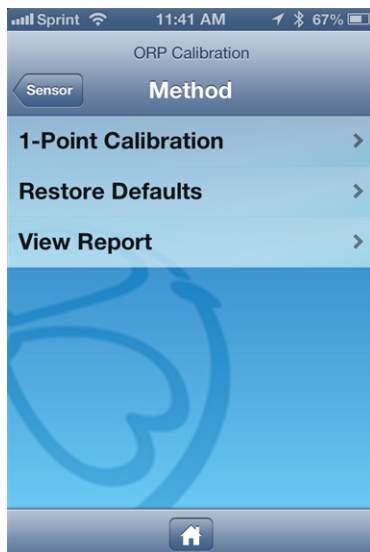 Sprint 11:41 AM 67%
ORP Calibration
Sensor Method
1-Point Calibration
Restore Defaults
View Report